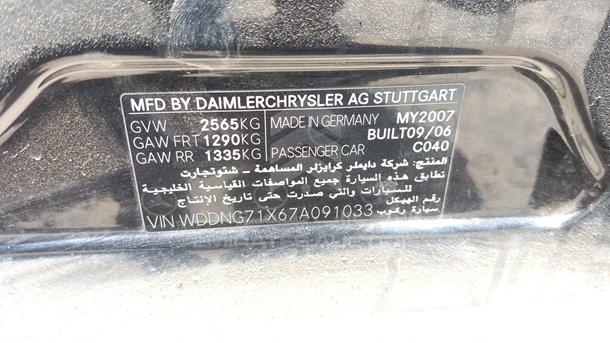 MFD BY DAIMLERCHRYSLER AG STUTTGART
GVW 2565KG MADE IN GERMANY MY2007
GAW FRT 1290KG BUILT09/06
GAW RR 1335KG PASSENGER CAR C040
المنتج: شركة دايملر كرايزلر المساهمة - شتوتجارت
تطابق هذه السيارة جميع المواصفات القياسية الخليجية
للسيارات والتي صدرت حتى تاريخ الإنتاج
رقم الهيكل
VIN WDDNG71X67A091033 سيارة ركوب